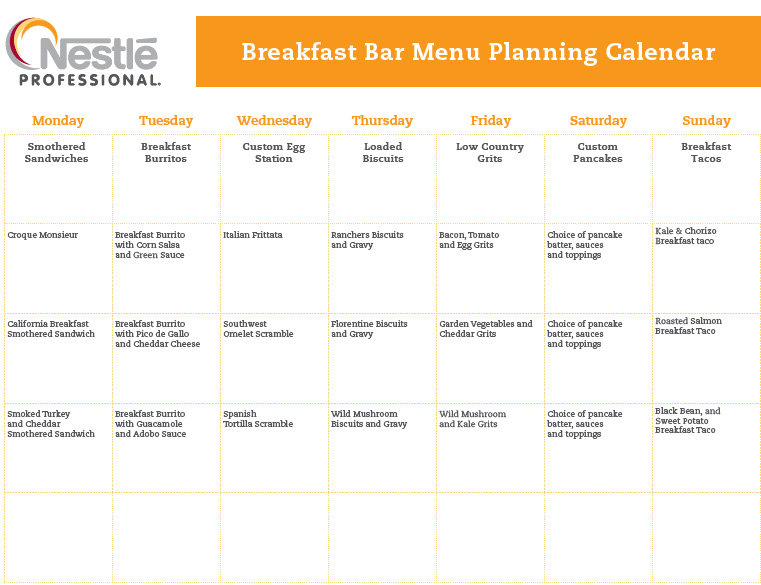 Nestlé
PROFESSIONAL.
Breakfast Bar Menu Planning Calendar
Monday Tuesday Wednesday Thursday Friday Saturday Sunday
Smothered
Sandwiches
Breakfast
Burritos
Custom Egg
Station
Loaded
Biscuits
Low Country
Grits
Custom
Pancakes
Breakfast
Tacos
Croque Monsieur
Breakfast Burrito
with Corn Salsa
and Green Sauce
Italian Frittata
Ranchers Biscuits
and Gravy
Bacon, Tomato
and Egg Grits
Choice of pancake
batter, sauces
and toppings
Kale & Chorizo
Breakfast taco
California Breakfast
Smothered Sandwich
Breakfast Burrito
with Pico de Gallo
and Cheddar Cheese
Southwest
Omelet Scramble
Florentine Biscuits
and Gravy
Garden Vegetables and
Cheddar Grits
Choice of pancake
batter, sauces
and toppings
Roasted Salmon
Breakfast Taco
Smoked Turkey
and Cheddar
Smothered Sandwich
Breakfast Burrito
with Guacamole
and Adobo Sauce
Spanish
Tortilla Scramble
Wild Mushroom
Biscuits and Gravy
Wild Mushroom
and Kale Grits
Choice of pancake
batter, sauces
and toppings
Black Bean, and
Sweet Potato
Breakfast Taco